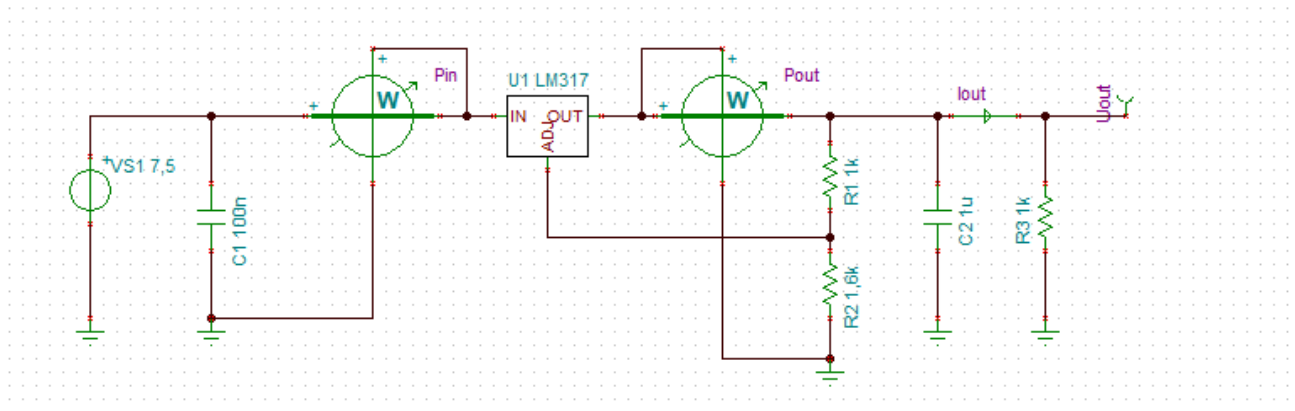 +
W
Pin
+
VS1 7,5
+
C1 100n
U1 LM317
IN
OUT
ADJ
+
W
Pout
+
R1 1k
R2 1,6k
Iout
C2 1u
R3 1k
Uout